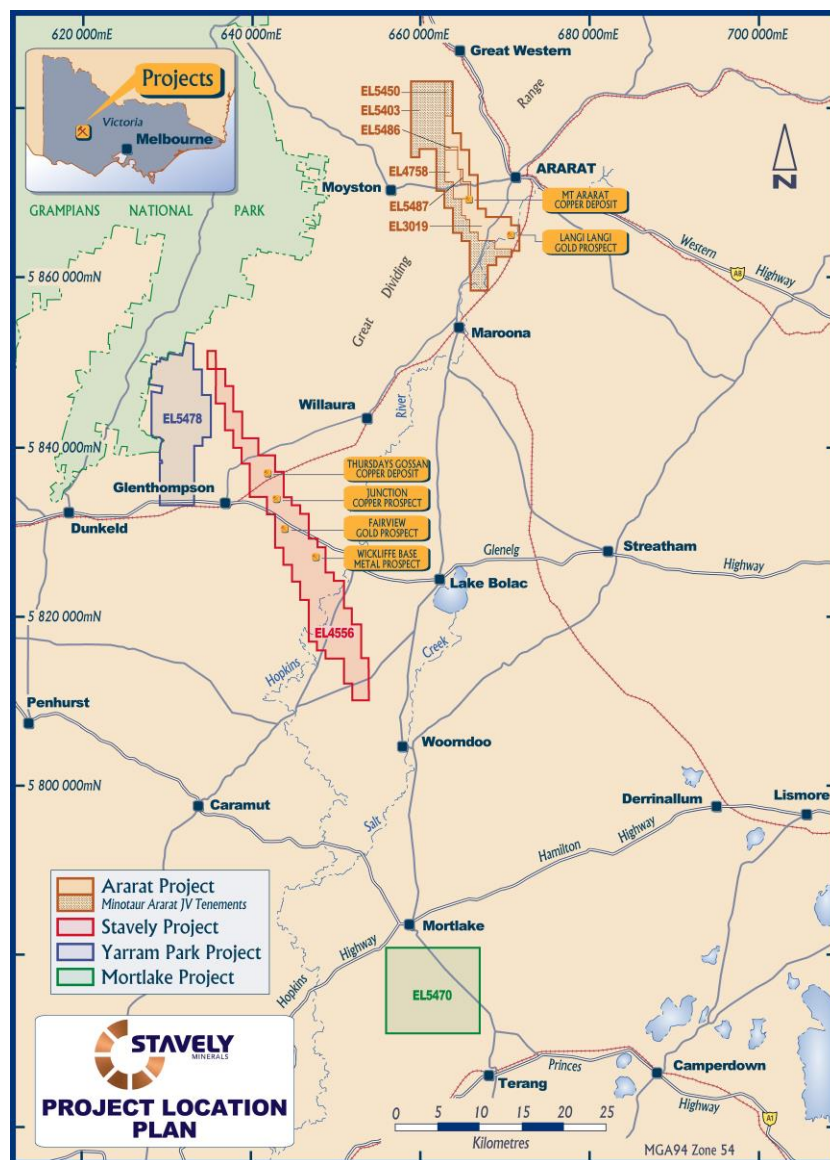 620 000mE
640 000mE
660 000mE
680 000mE
700 000mE
Projects
Victoria
Melbourne
Great Western
Range
EL5450
EL5403
EL5486
EL4758
EL5487
EL3019
Moyston
ARARAT
MT ARARAT
COPPER DEPOSIT
LANGI LANGI
GOLD PROSPECT
N
GRAMPIANS NATIONAL PARK
Western
Highway
A8
5 860 000mN
Great Dividing
Maroona
Willaura
River
EL5478
5 840 000mN
THURSDAYS GOSSAN
COPPER DEPOSIT
JUNCTION
COPPER PROSPECT
FAIRVIEW
GOLD PROSPECT
WICKLIFFE BASE
METAL PROSPECT
Glenthompson
Dunkeld
Glenelg
Highway
Streatham
Lake Bolac
5 820 000mN
EL4556
Hopkins
Creek
Penhurst
Woorndoo
5 800 000mN
Caramut
Salt
Derrinallum
Lismore
Hamilton
Highway
Ararat Project
Minotaur Ararat JV Tenements
Stavely Project
Yarram Park Project
Mortlake Project
Mortlake
Hopkins
Highway
EL5470
STAVELY
MINERALS
PROJECT LOCATION
PLAN
Terang
Princes
Camperdown
Highway
A1
0 5 10 15 20 25
Kilometres
MGA94 Zone 54